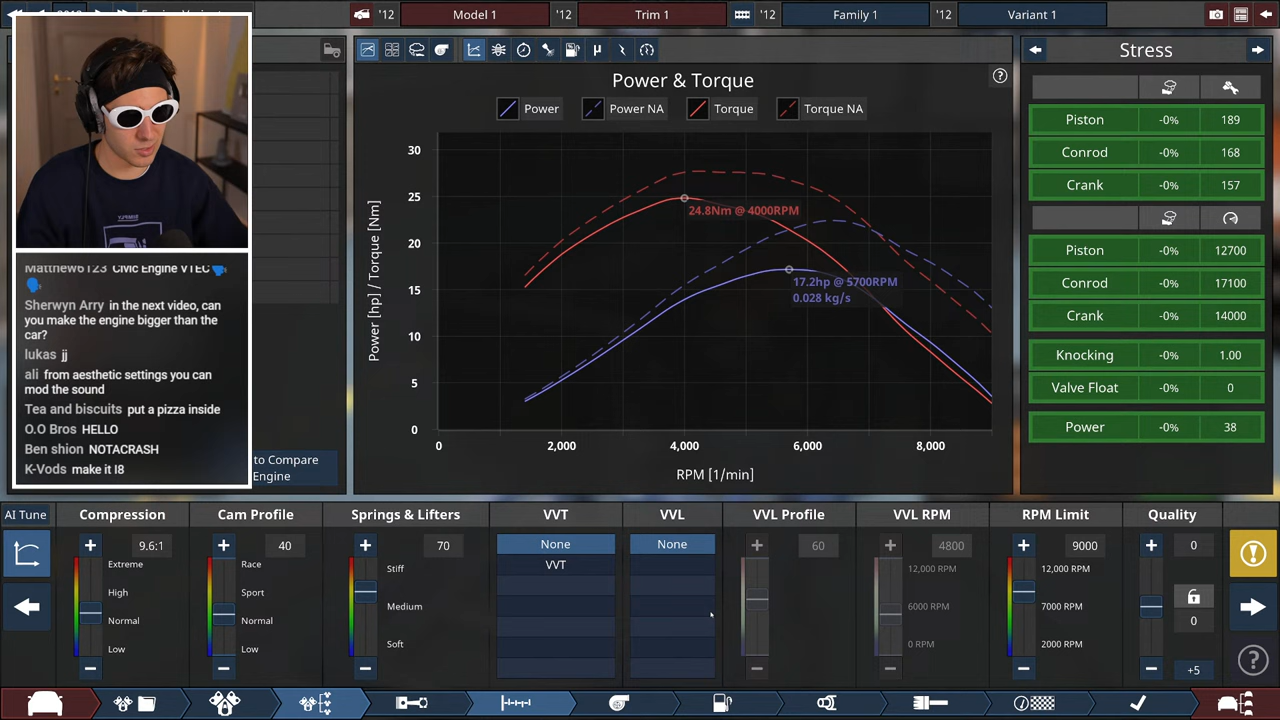 '12 Model 1 '12 Trim 1 '12 Family 1 '12 Variant 1
Matthew6123 Civic Engine VTEC
Sherwyn Arry in the next video, can
you make the engine bigger than the
car?
lukas jj
ali from aesthetic settings you can
mod the sound
Tea and biscuits put a pizza inside
O.O Bros HELLO
Ben shion NOTACRASH
K-Vods make it I8
to Compare
Engine
Power & Torque
Power Power NA Torque Torque NA
Power [hp] / Torque [Nm]
30
25
20
15
10
5
0
24.8Nm @ 4000RPM
17.2hp @ 5700RPM
0.028 kg/s
0 2,000 4,000 6,000 8,000
RPM [1/min]
Stress
Piston -0% 189
Conrod -0% 168
Crank -0% 157
Piston -0% 12700
Conrod -0% 17100
Crank -0% 14000
Knocking -0% 1.00
Valve Float -0% 0
Power -0% 38
AI Tune
Compression
+ 9.6:1
Extreme
High
Normal
Low
−
Cam Profile
+ 40
Race
Sport
Normal
Low
−
Springs & Lifters
+ 70
Stiff
Medium
Soft
−
VVT
None
VVT
VVL
None
VVL Profile
+ 60
−
VVL RPM
+ 4800
12,000 RPM
6000 RPM
0 RPM
−
RPM Limit
+ 9000
12,000 RPM
7000 RPM
2000 RPM
−
Quality
+ 0
0
− +5